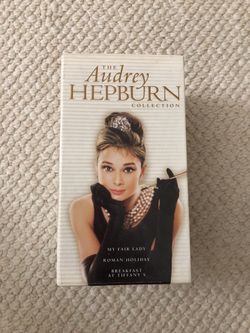 THE
Audrey
HEPBURN
COLLECTION
MY FAIR LADY
ROMAN HOLIDAY
BREAKFAST
AT TIFFANY'S